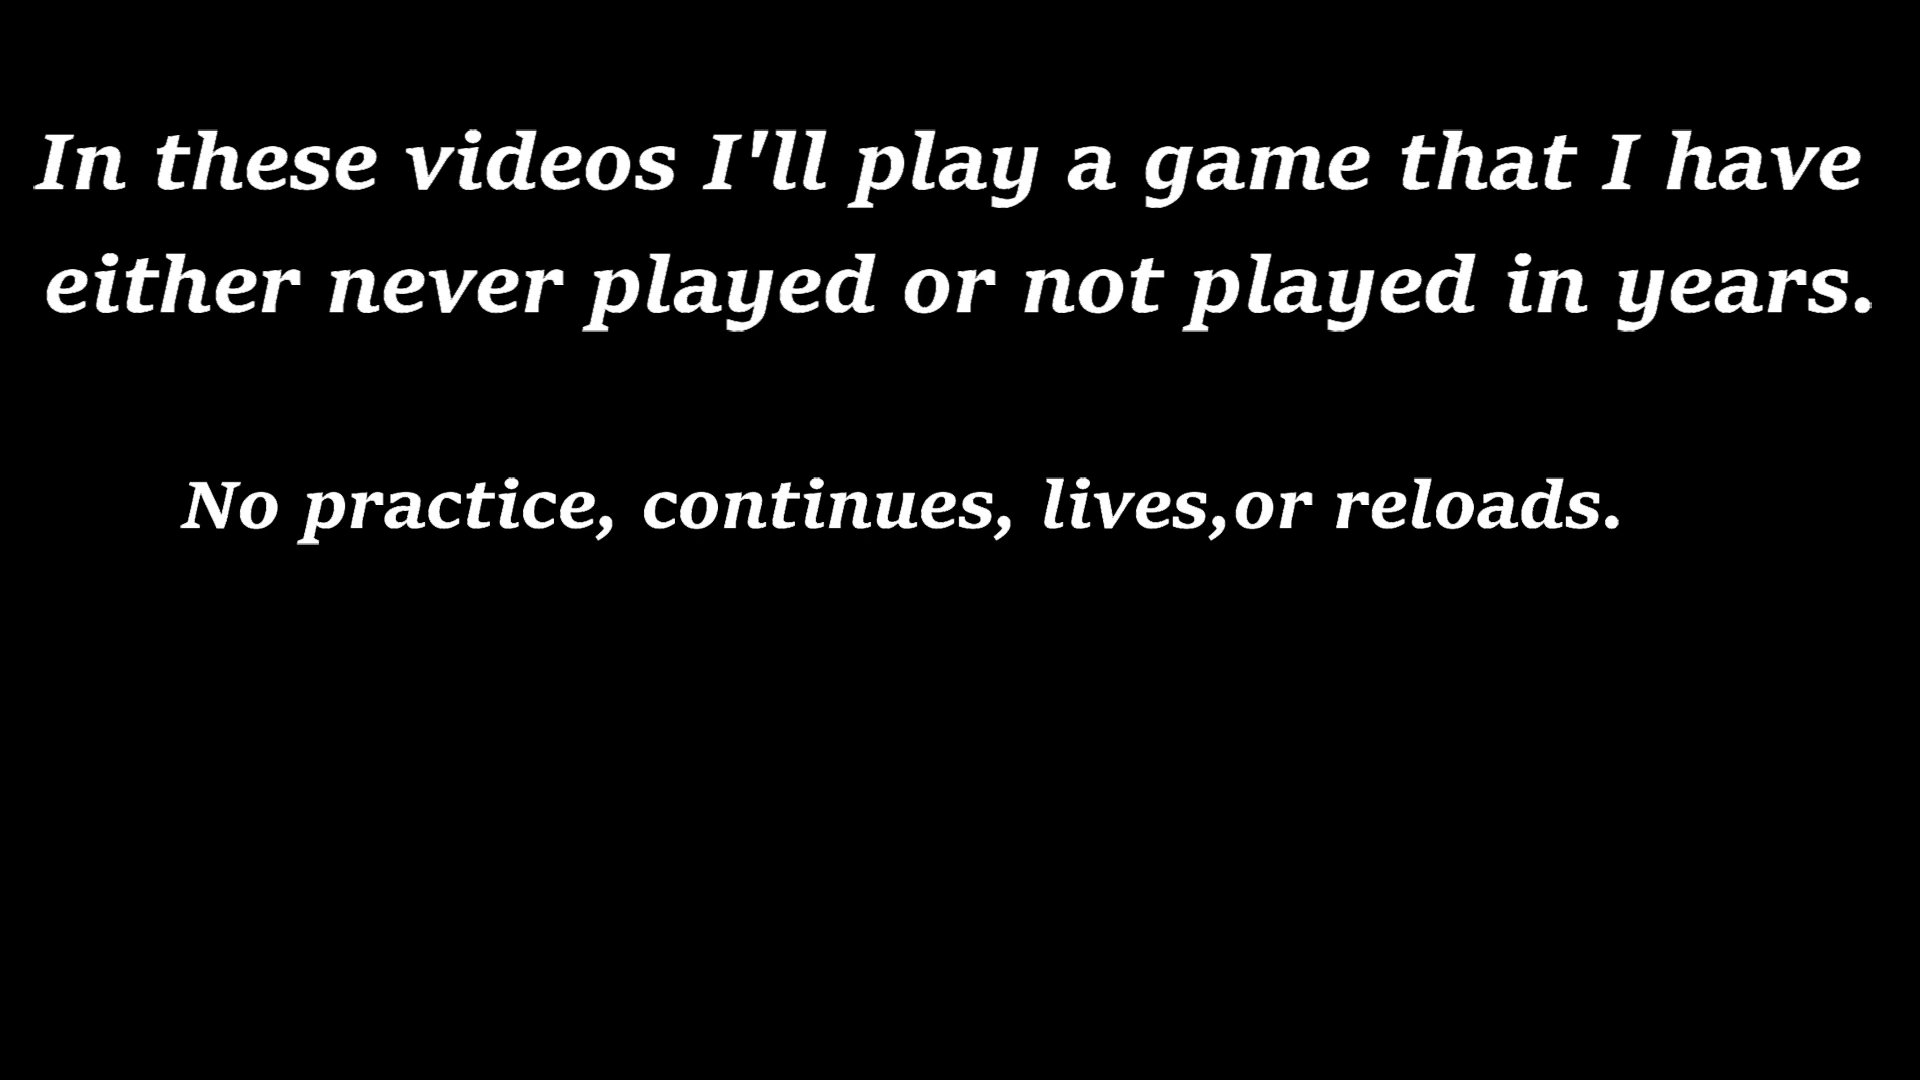 In these videos I'll play a game that I have
either never played or not played in years.
No practice, continues, lives,or reloads.